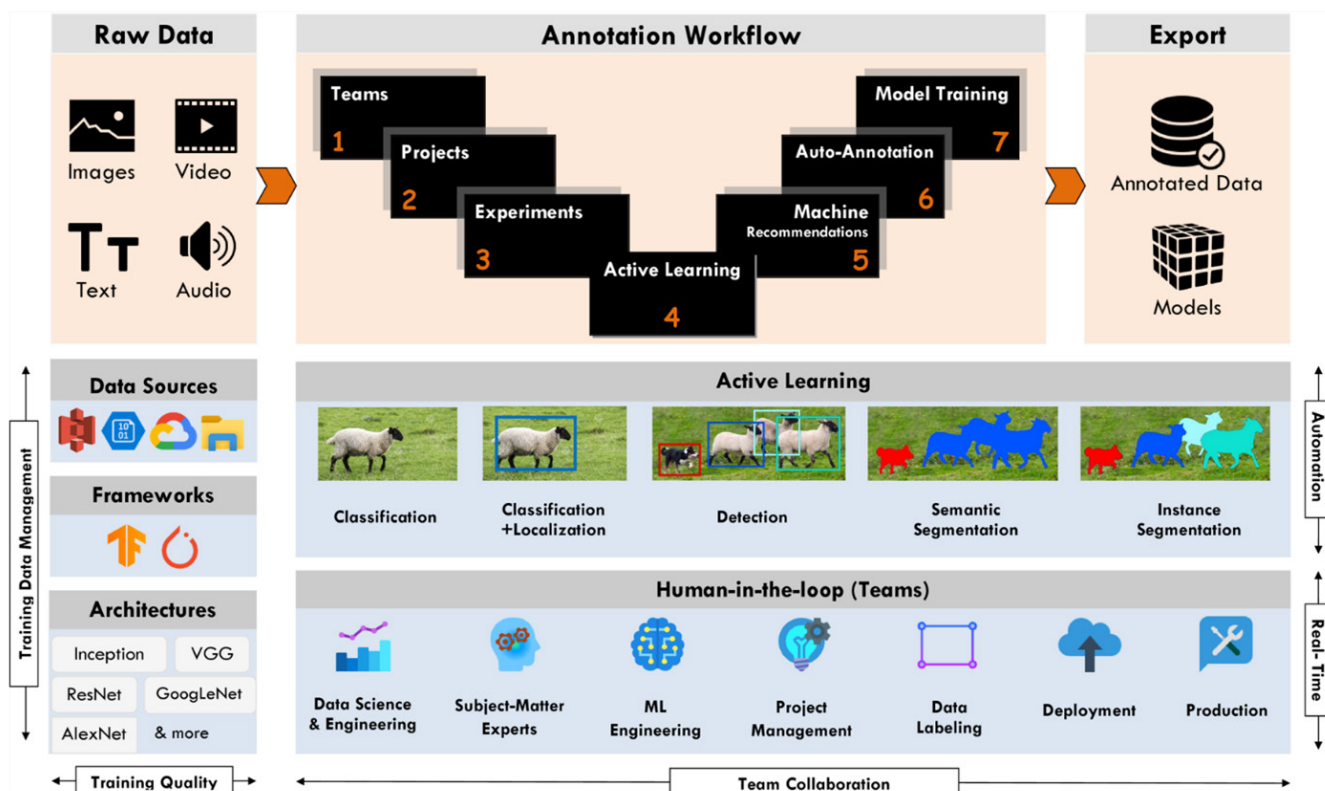 Raw Data
Images
Video
Text
Audio
Annotation Workflow
Teams
1
Projects
2
Experiments
3
Active Learning
4
Machine
Recommendations
5
Auto-Annotation
6
Model Training
7
Export
Annotated Data
Models
Training Data Management
Data Sources
10
01
Frameworks
Architectures
Inception
VGG
ResNet
GoogLeNet
AlexNet
& more
Training Quality
Active Learning
Classification
Classification
+Localization
Detection
Semantic
Segmentation
Instance
Segmentation
Automation
Human-in-the-loop (Teams)
Data Science
& Engineering
Subject-Matter
Experts
ML
Engineering
Project
Management
Data
Labeling
Deployment
Production
Real- Time
Team Collaboration